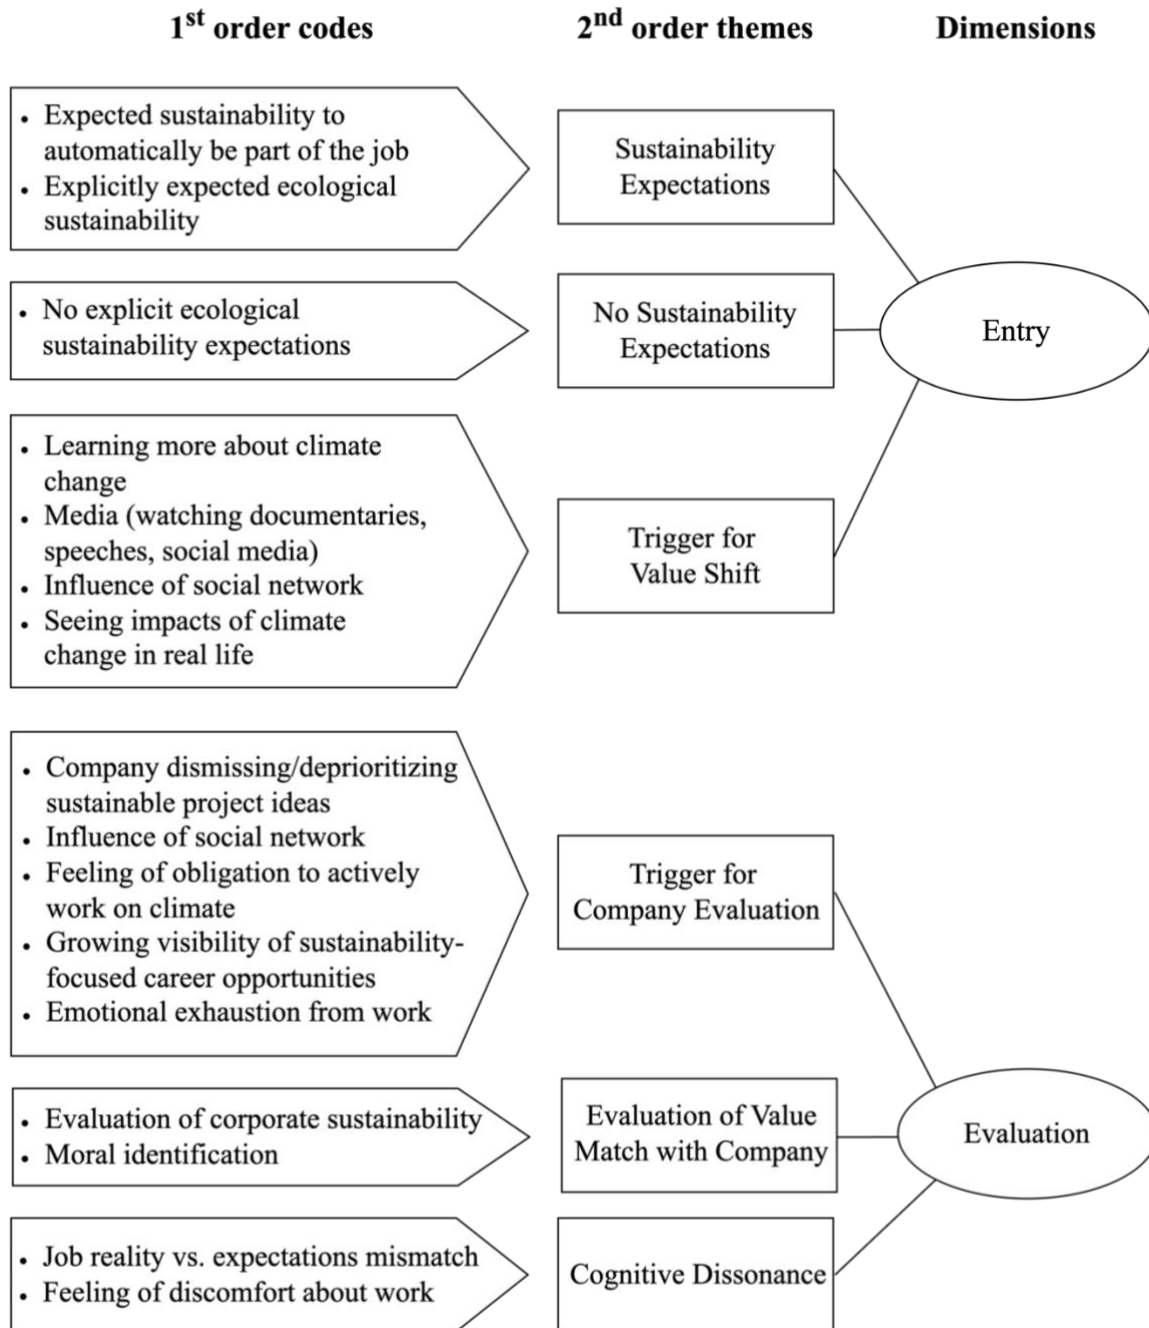 1st order codes
2nd order themes
Dimensions
• Expected sustainability to
automatically be part of the job
• Explicitly expected ecological
sustainability
Sustainability
Expectations
• No explicit ecological
sustainability expectations
No Sustainability
Expectations
Entry
• Learning more about climate
change
• Media (watching documentaries,
speeches, social media)
• Influence of social network
• Seeing impacts of climate
change in real life
Trigger for
Value Shift
• Company dismissing/deprioritizing
sustainable project ideas
• Influence of social network
• Feeling of obligation to actively
work on climate
• Growing visibility of sustainability-
focused career opportunities
• Emotional exhaustion from work
Trigger for
Company Evaluation
• Evaluation of corporate sustainability
• Moral identification
Evaluation of Value
Match with Company
Evaluation
• Job reality vs. expectations mismatch
• Feeling of discomfort about work
Cognitive Dissonance